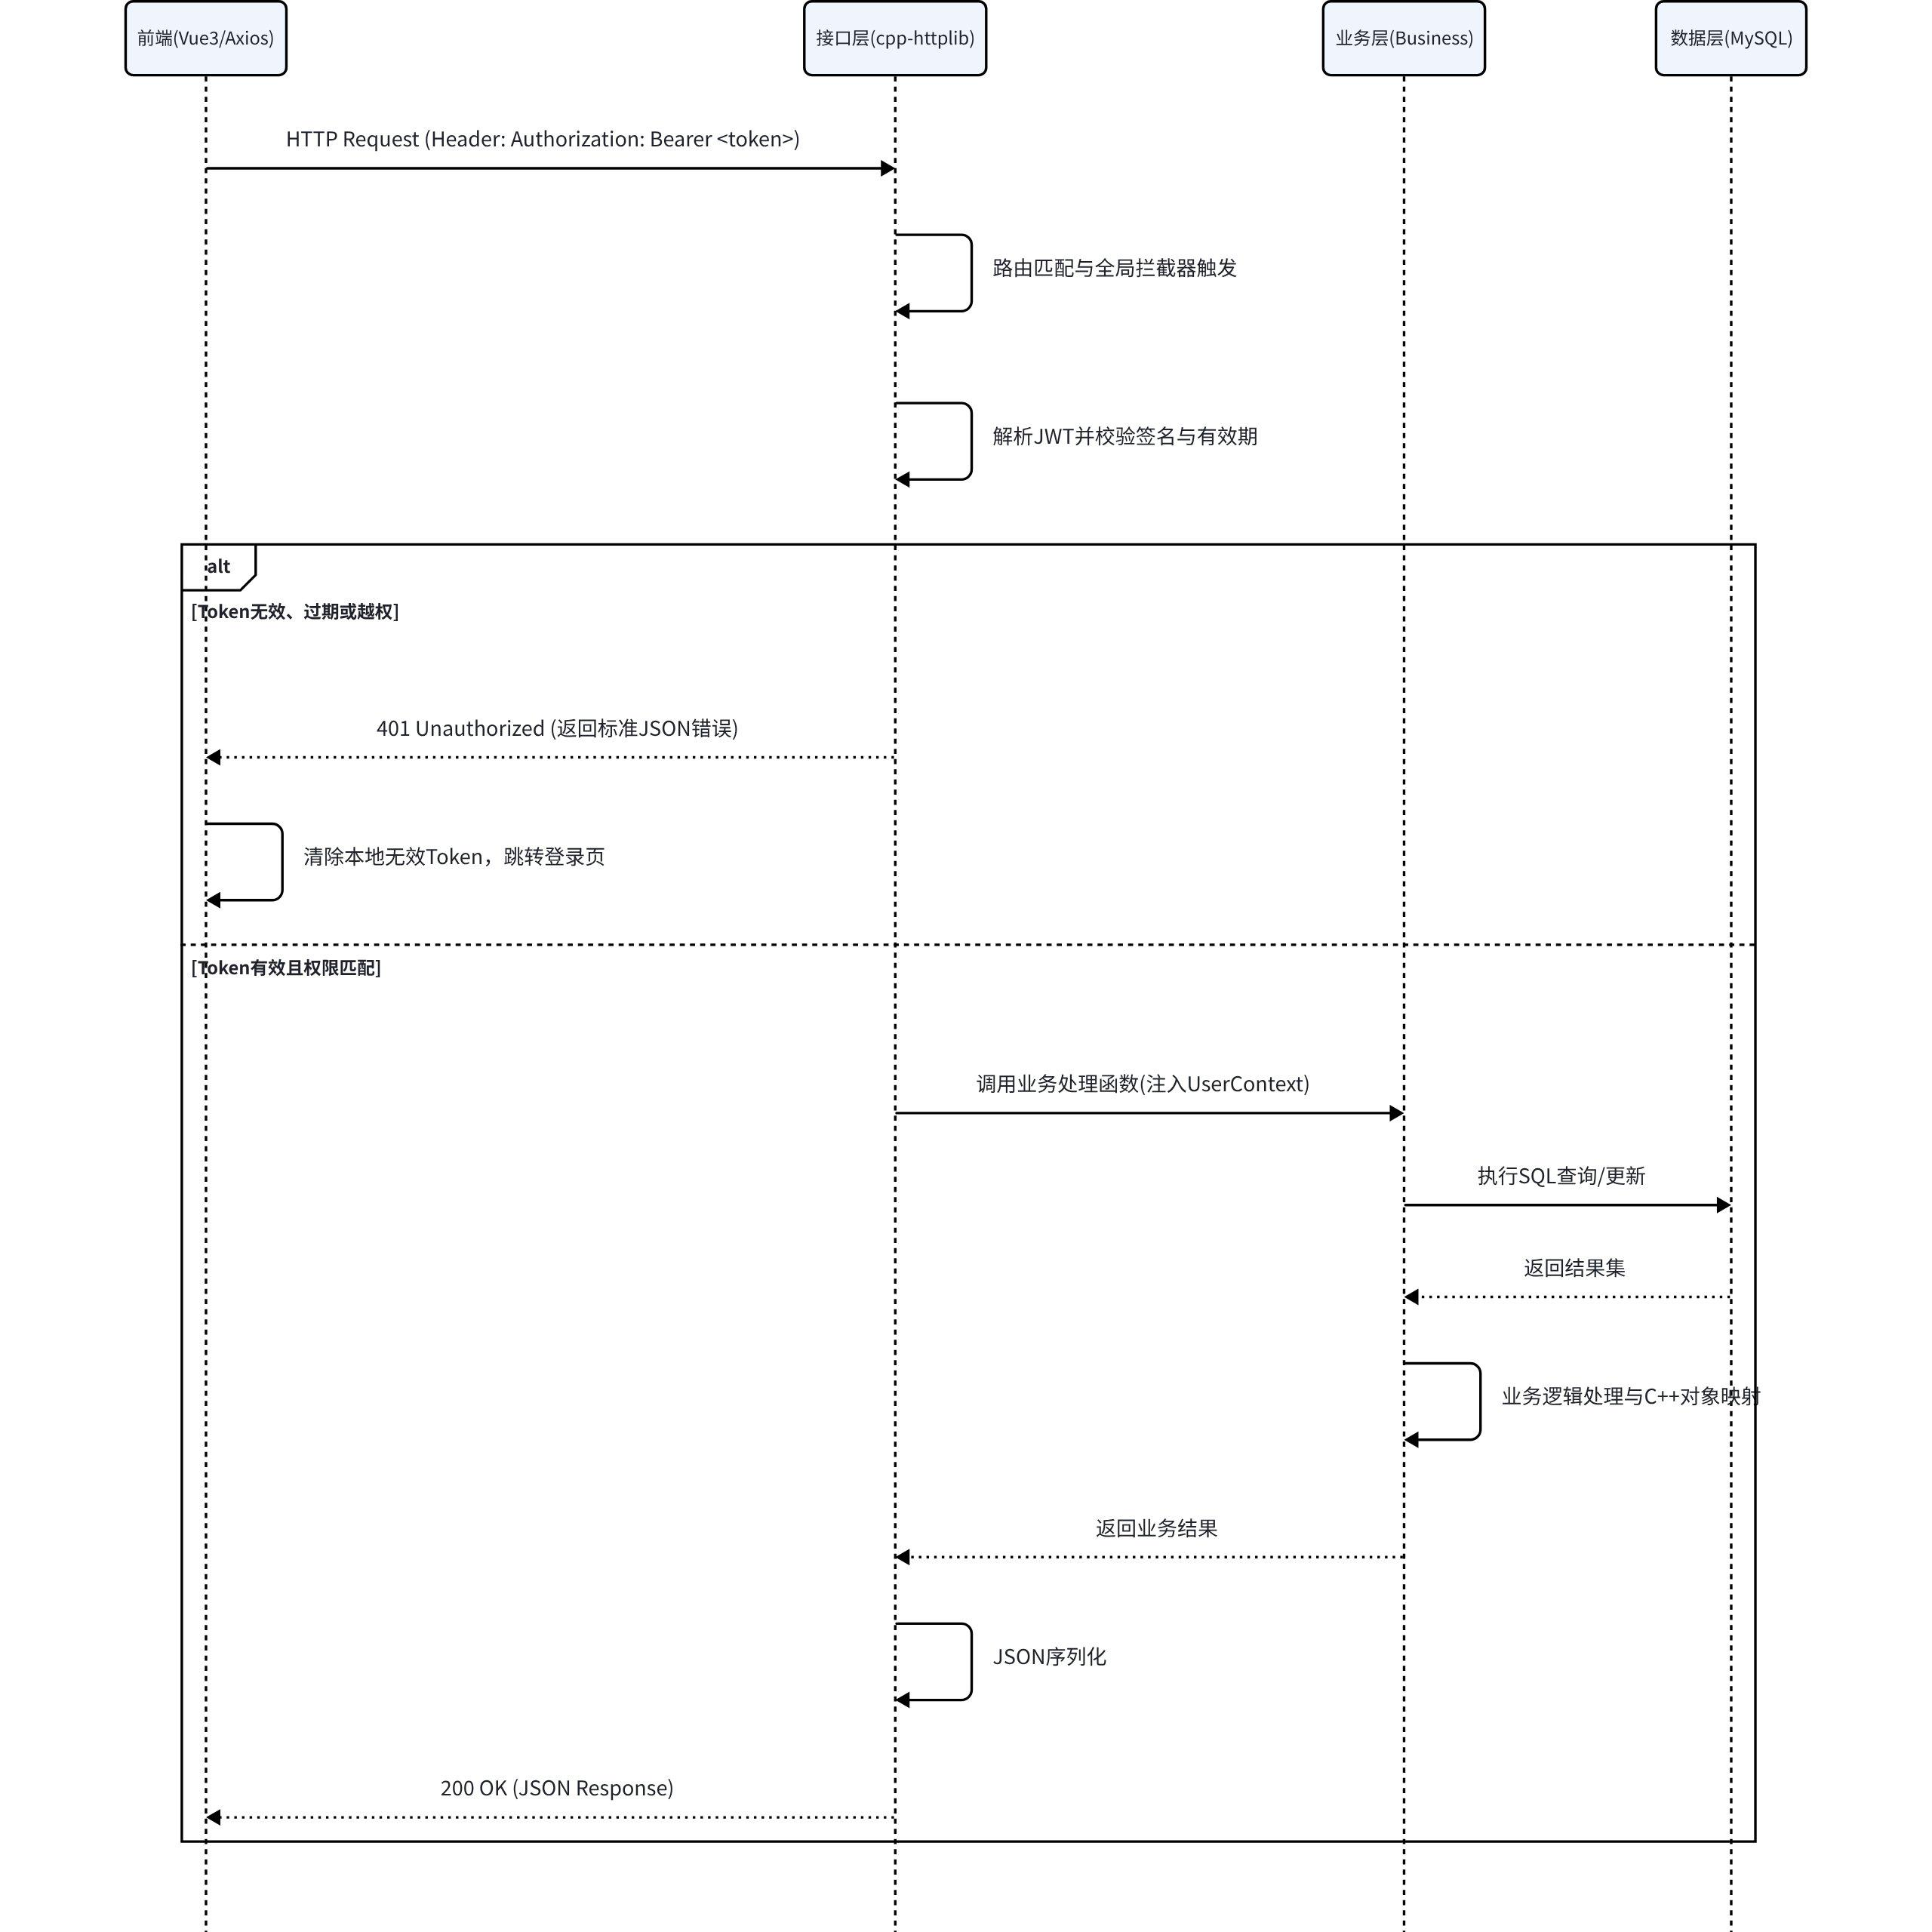 前端(Vue3/Axios)
接口层(cpp-httplib)
业务层(Business)
数据层(MySQL)
HTTP Request (Header: Authorization: Bearer <token>)
路由匹配与全局拦截器触发
解析JWT并校验签名与有效期
alt
[Token无效、过期或越权]
401 Unauthorized (返回标准JSON错误)
清除本地无效Token，跳转登录页
[Token有效且权限匹配]
调用业务处理函数(注入UserContext)
执行SQL查询/更新
返回结果集
业务逻辑处理与C++对象映射
返回业务结果
JSON序列化
200 OK (JSON Response)